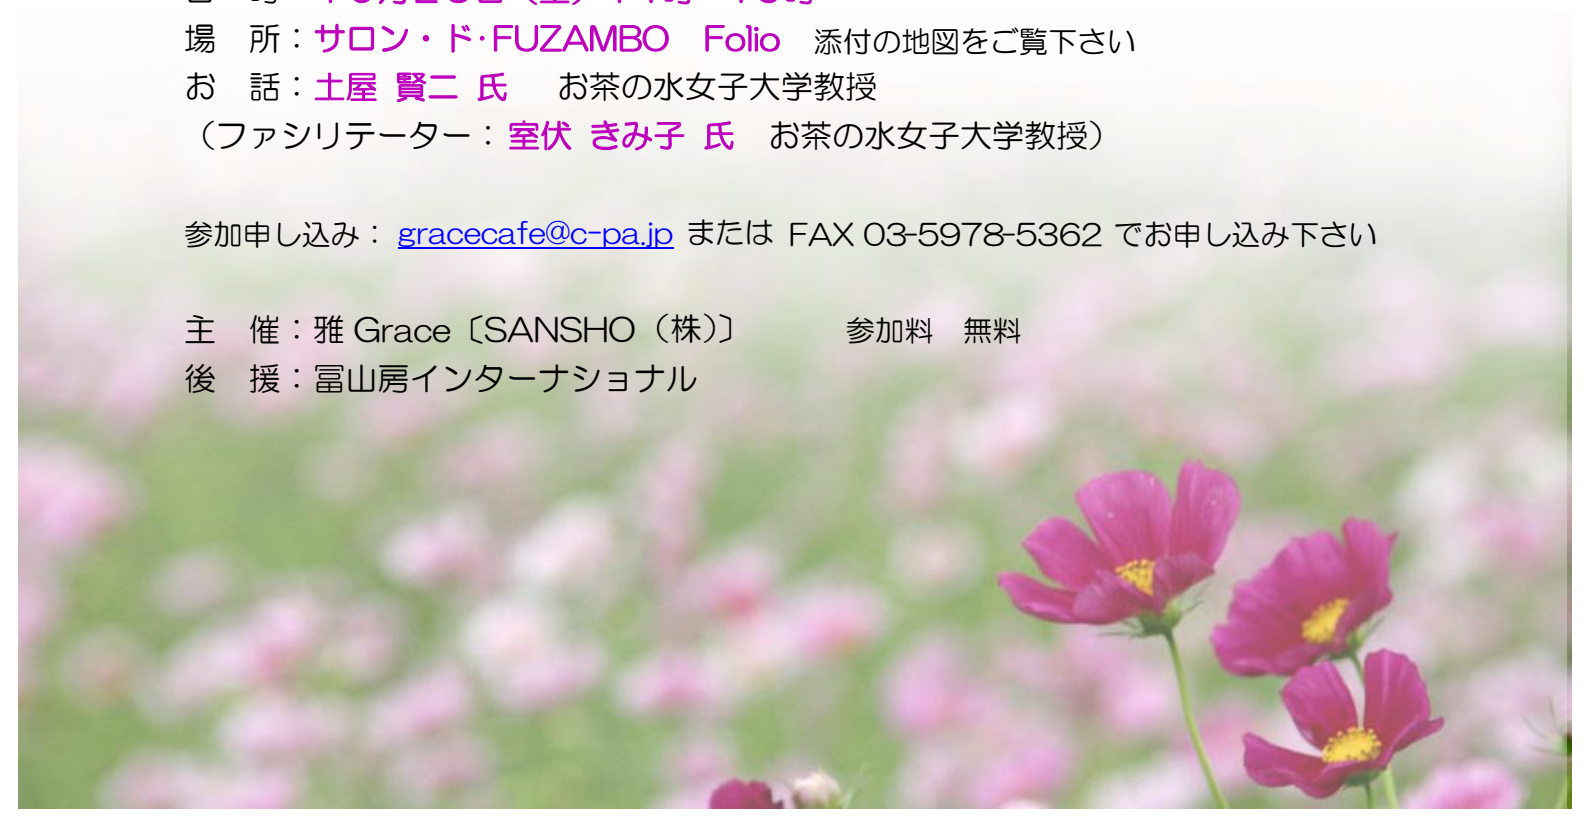 場　所：サロン・ド・FUZAMBO　Folio　添付の地図をご覧下さい
お　話：土屋 賢二 氏　お茶の水女子大学教授
（ファシリテーター：室伏 きみ子 氏　お茶の水女子大学教授）
参加申し込み： gracecafe@c-pa.jp または FAX 03-5978-5362 でお申し込み下さい
主　催：雅 Grace〔SANSHO（株）〕　参加料　無料
後　援：冨山房インターナショナル